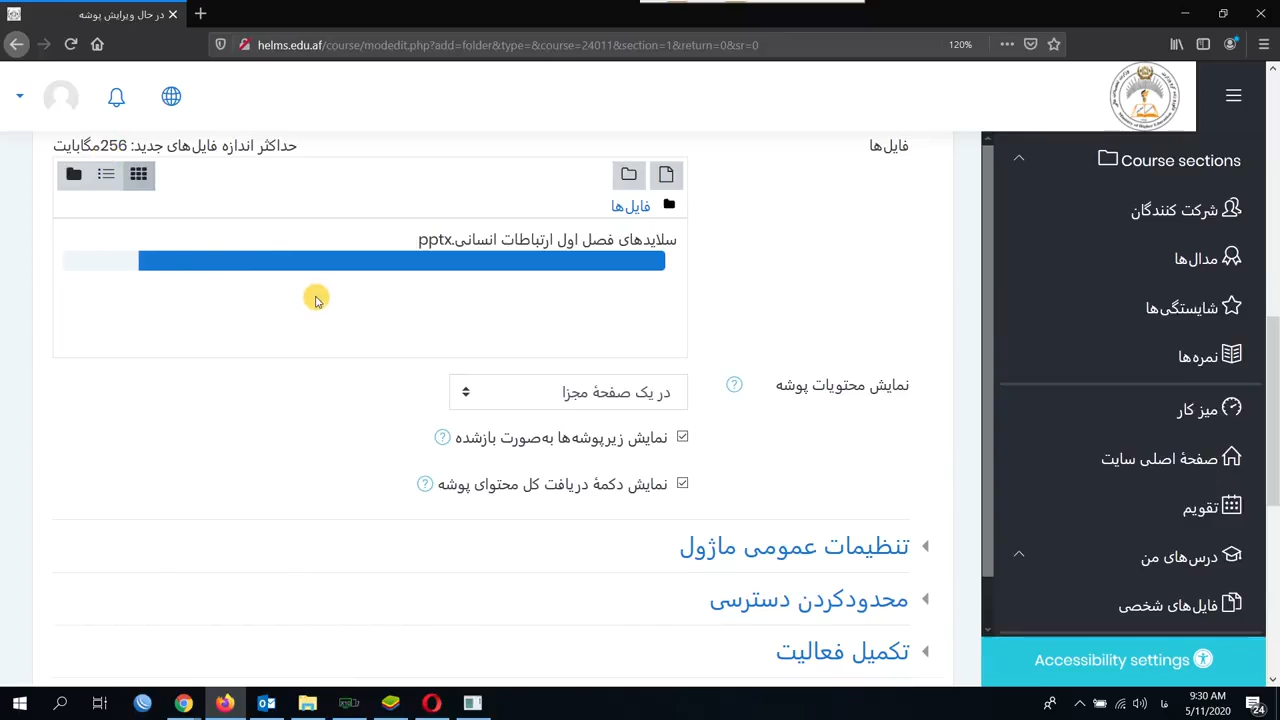 در حال ویرایش پوشه
helms.edu.af/course/modedit.php?add=folder&type=&course=24011&section=1&return=0&sr=0
120%
فایل‌ها
حداکثر اندازه فایل‌های جدید: 256مگابایت
فایل‌ها
سلایدهای فصل اول ارتباطات انسانی.pptx
نمایش محتویات پوشه
در یک صفحهٔ مجزا
نمایش زیرپوشه‌ها به‌صورت بازشده
نمایش دکمهٔ دریافت کل محتوای پوشه
تنظیمات عمومی ماژول
محدودکردن دسترسی
تکمیل فعالیت
Course sections
شرکت کنندگان
مدال‌ها
شایستگی‌ها
نمره‌ها
میز کار
صفحهٔ اصلی سایت
تقویم
درس‌های من
فایل‌های شخصی
Accessibility settings
فا
9:30 AM
5/11/2020
24